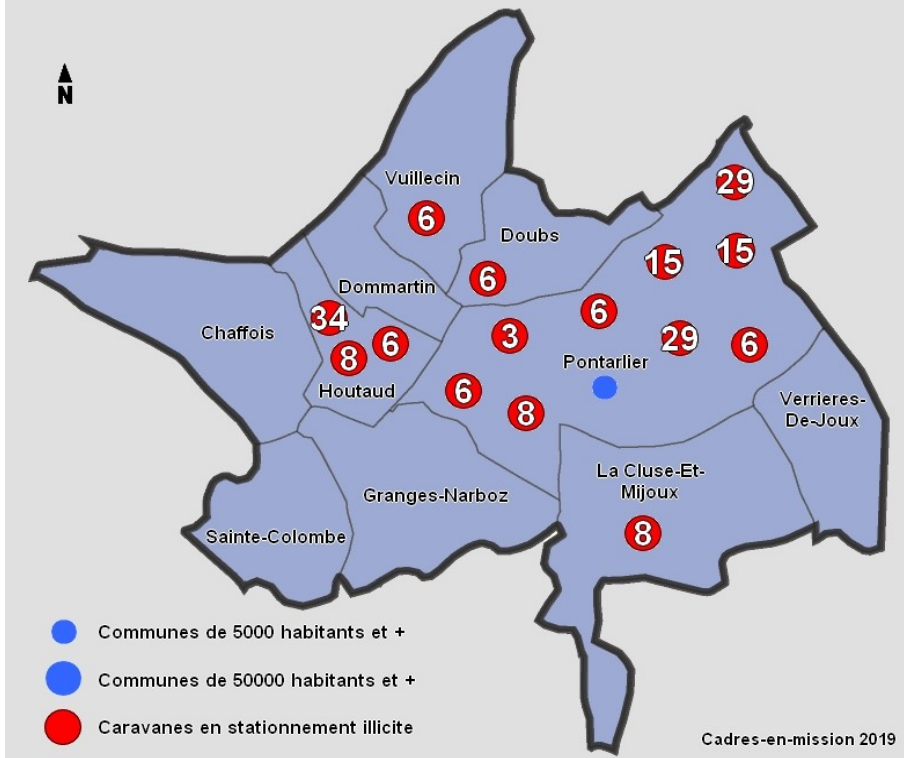 N
Vuillecin
29
6
Doubs
15
15
6
Dommartin
34
6
Chaffois
3
6
29
6
8
Pontarlier
Houtaud
6
8
Verrieres-
De-Joux
La Cluse-Et-
Mijoux
Granges-Narboz
8
Sainte-Colombe
Communes de 5000 habitants et +
Communes de 50000 habitants et +
Caravanes en stationnement illicite
Cadres-en-mission 2019